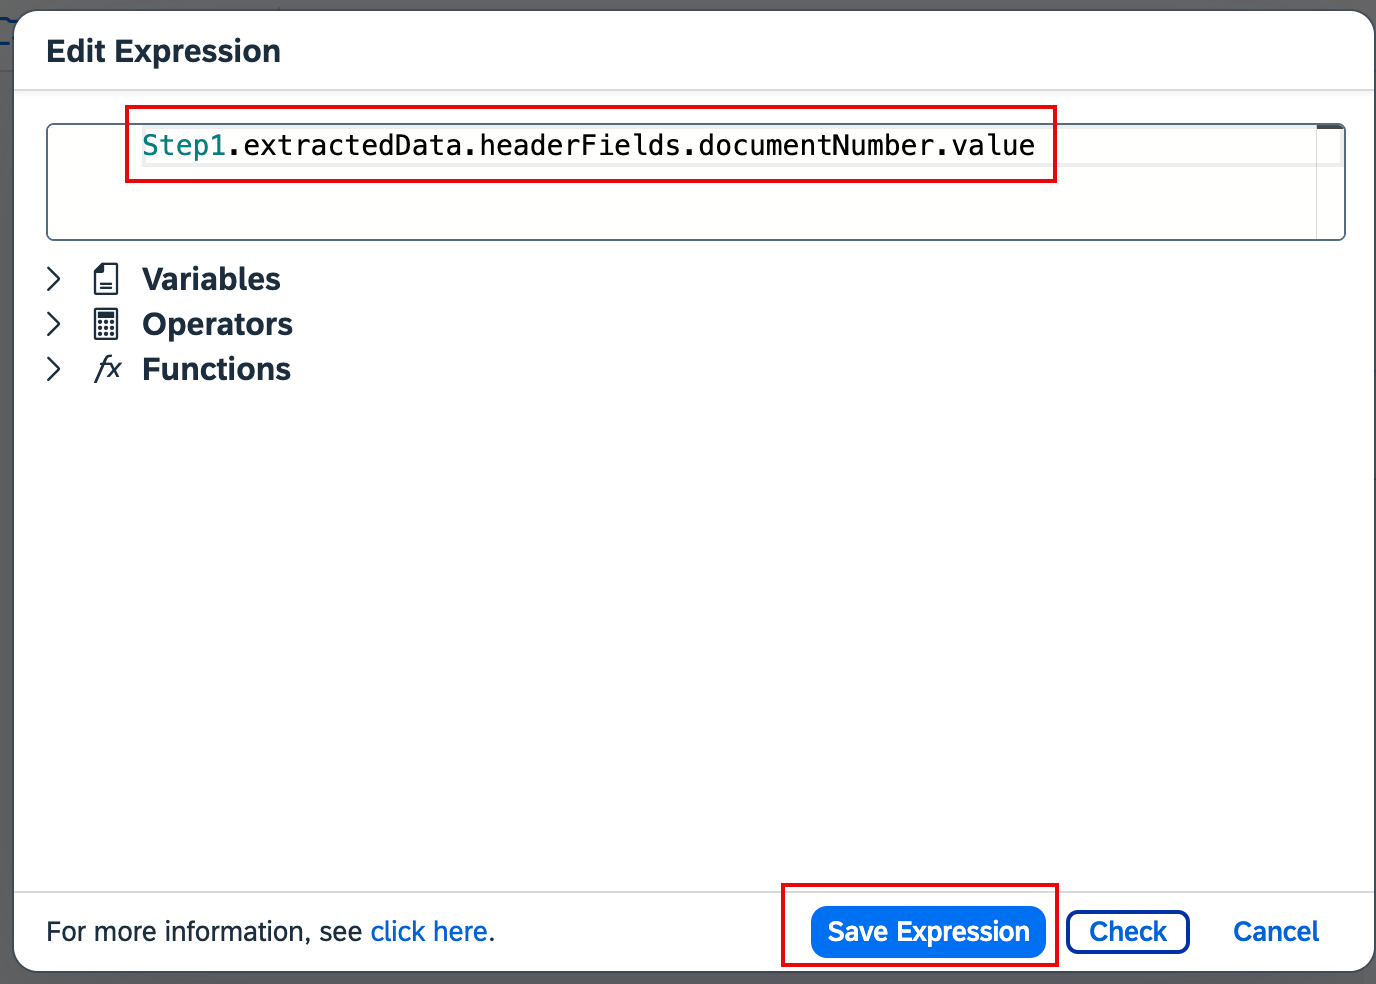 Edit Expression
Step1.extractedData.headerFields.documentNumber.value
Variables
Operators
fx Functions
For more information, see click here.
Save Expression Check Cancel